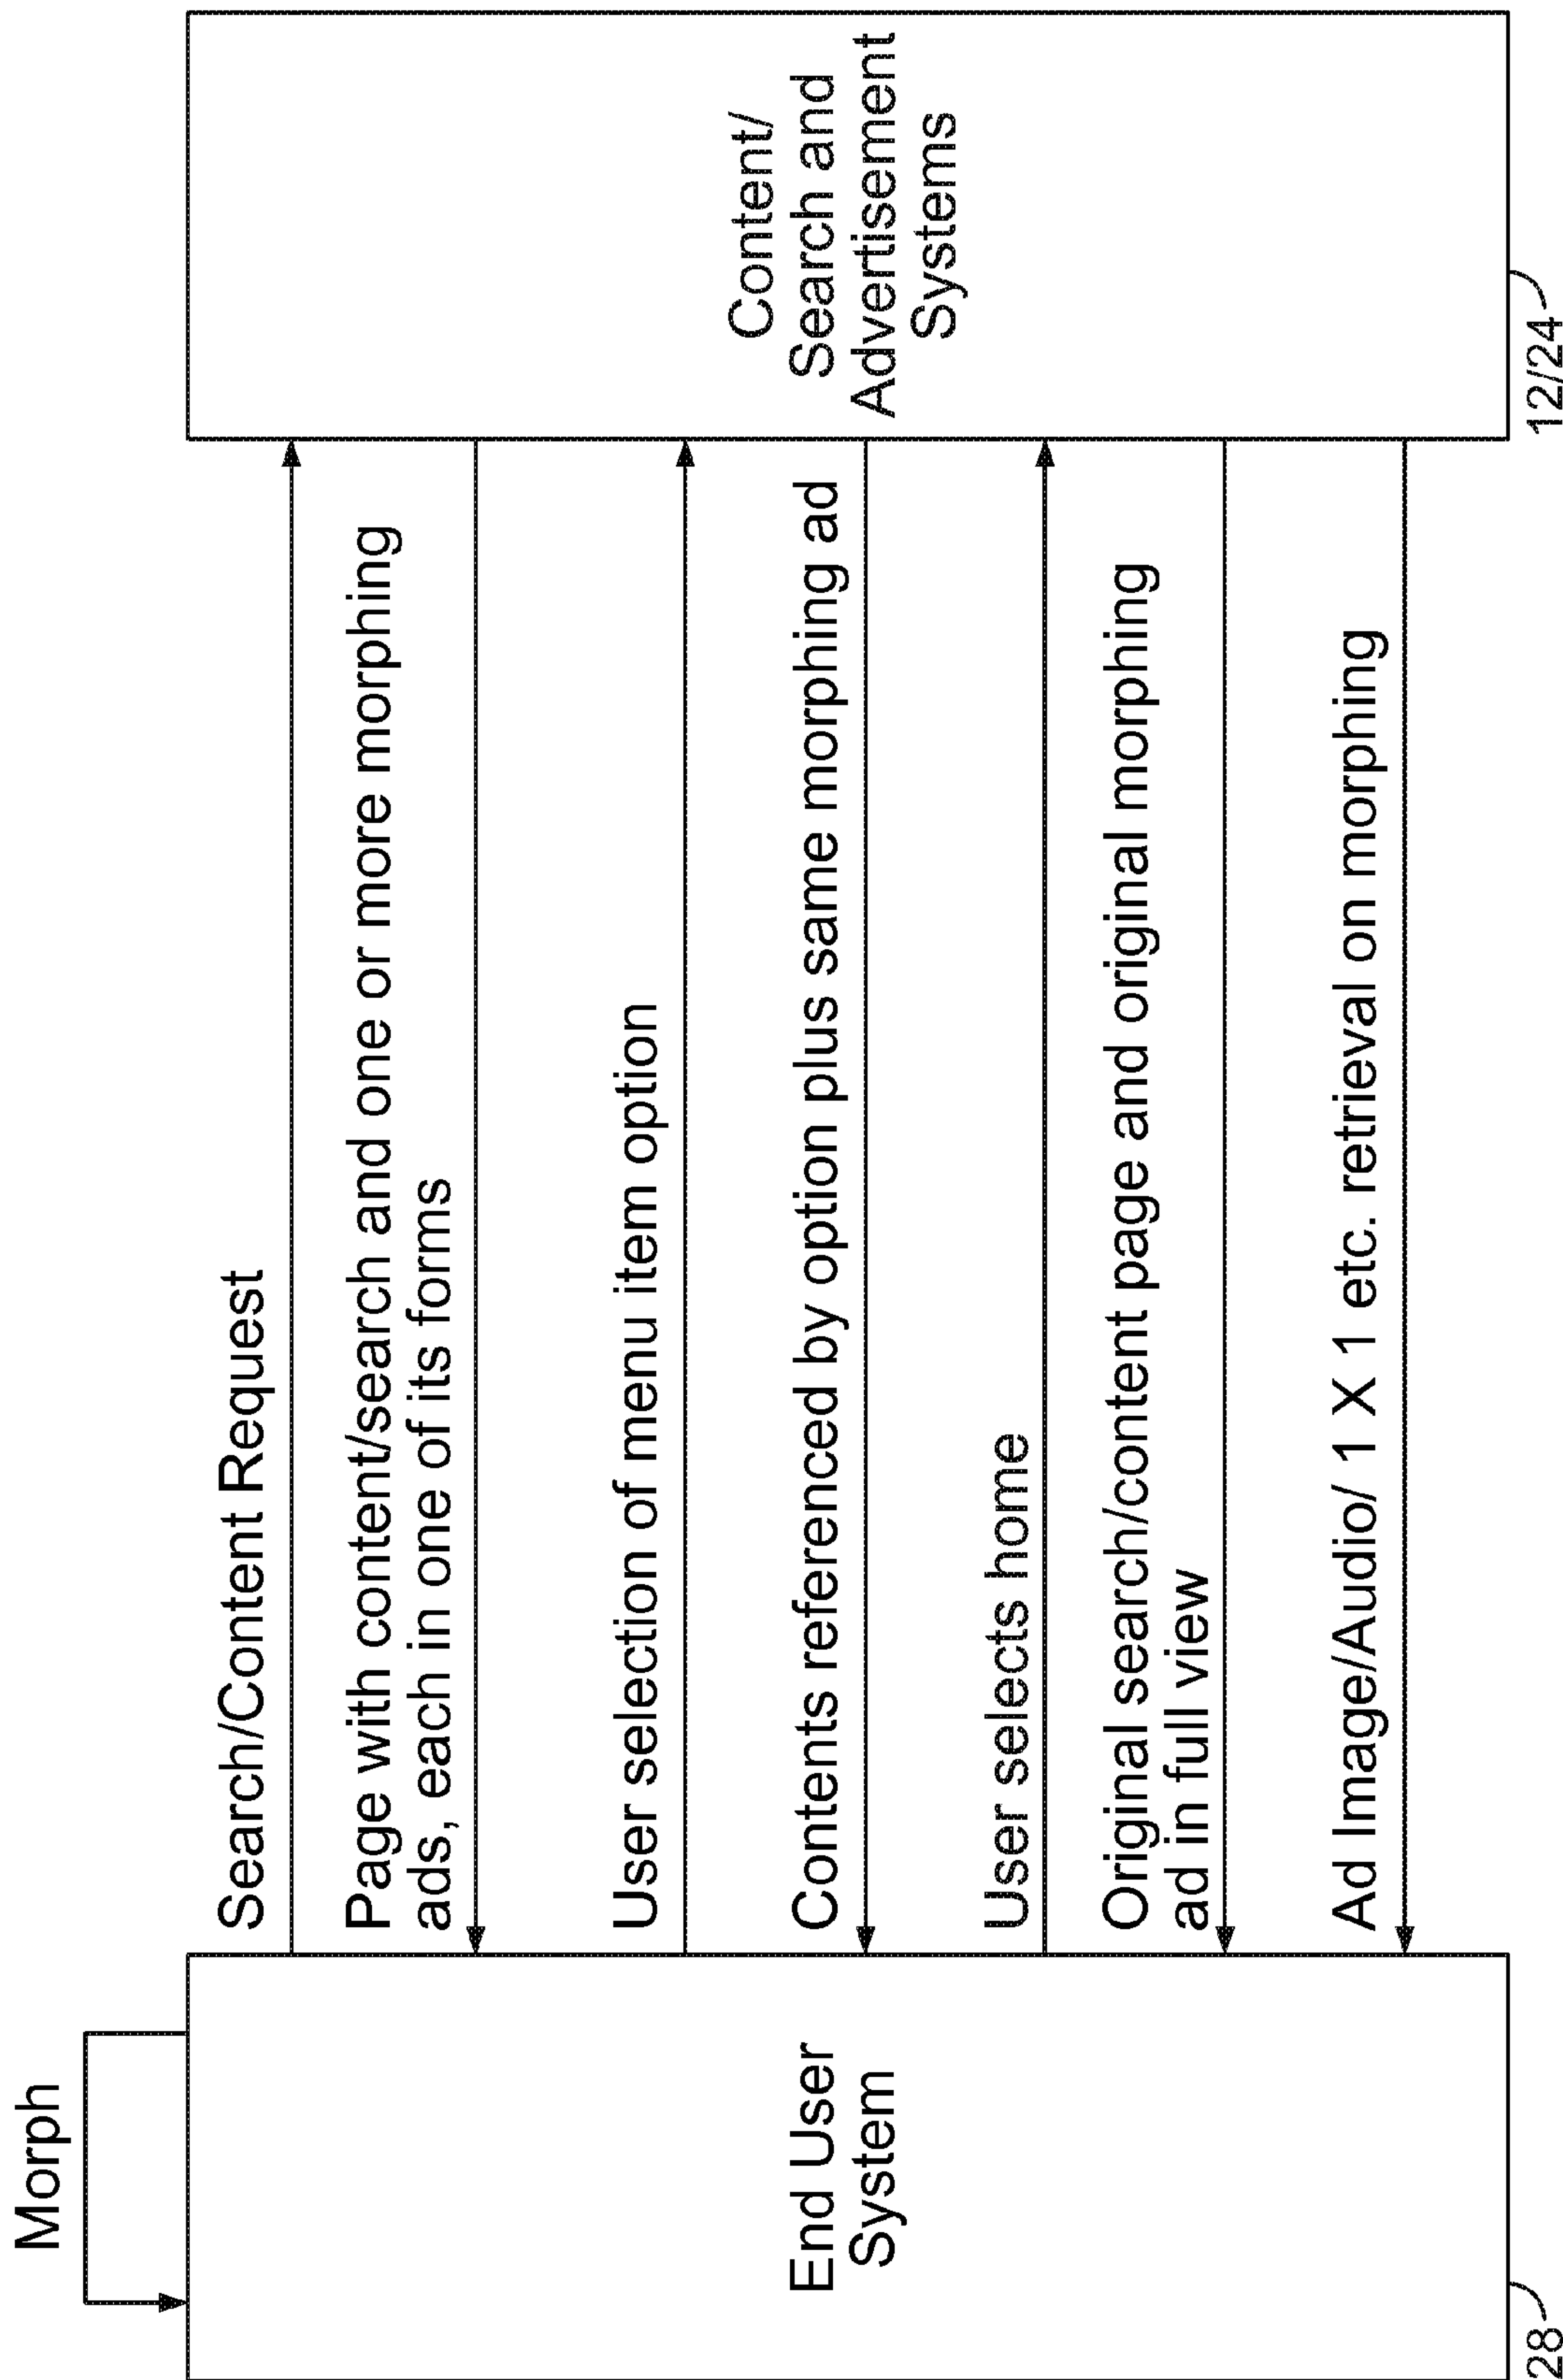 Morph
End User
System
28
Search/Content Request
Page with content/search and one or more morphing
ads, each in one of its forms
User selection of menu item option
Contents referenced by option plus same morphing ad
User selects home
Original search/content page and original morphing
ad in full view
Ad Image/Audio/ 1 X 1 etc. retrieval on morphing
Content/
Search and
Advertisement
Systems
12/24